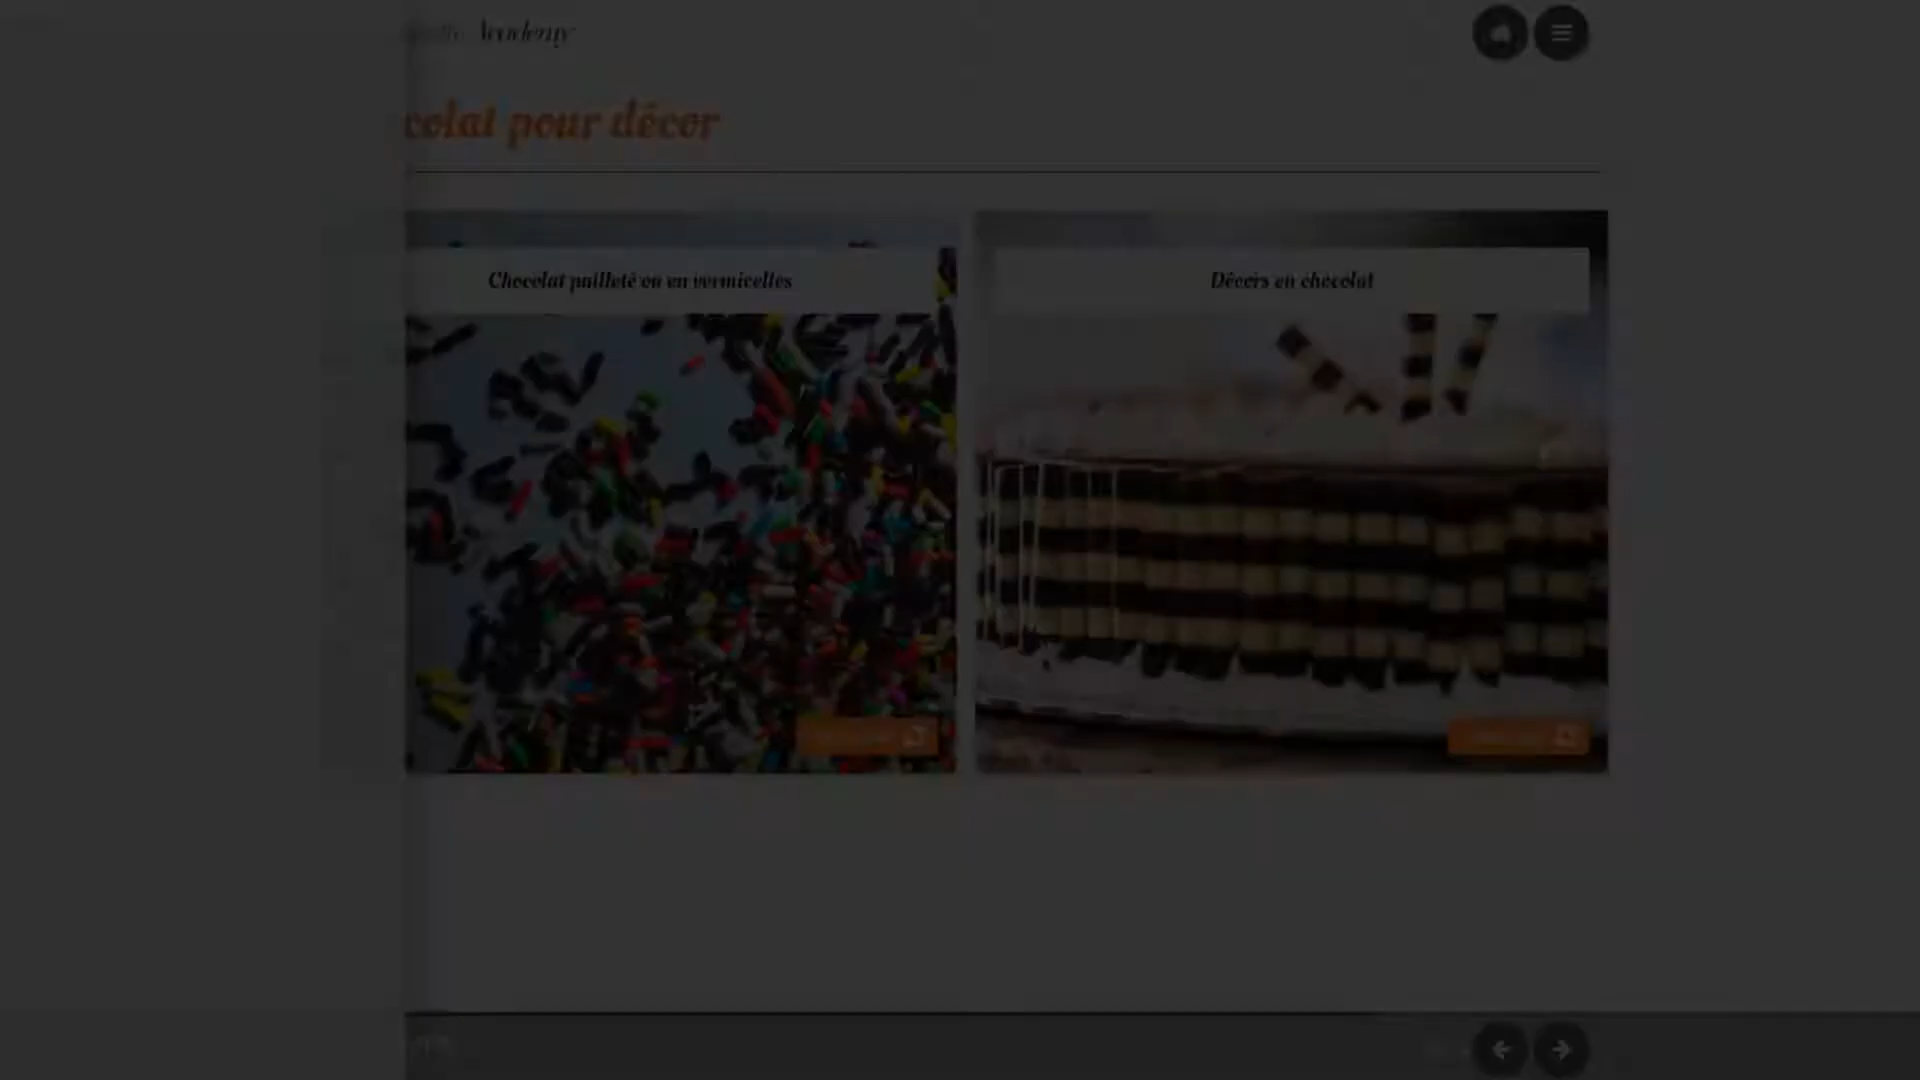 Academy
colat pour décor
Chocolat pailleté ou en vermicelles
Décors en chocolat